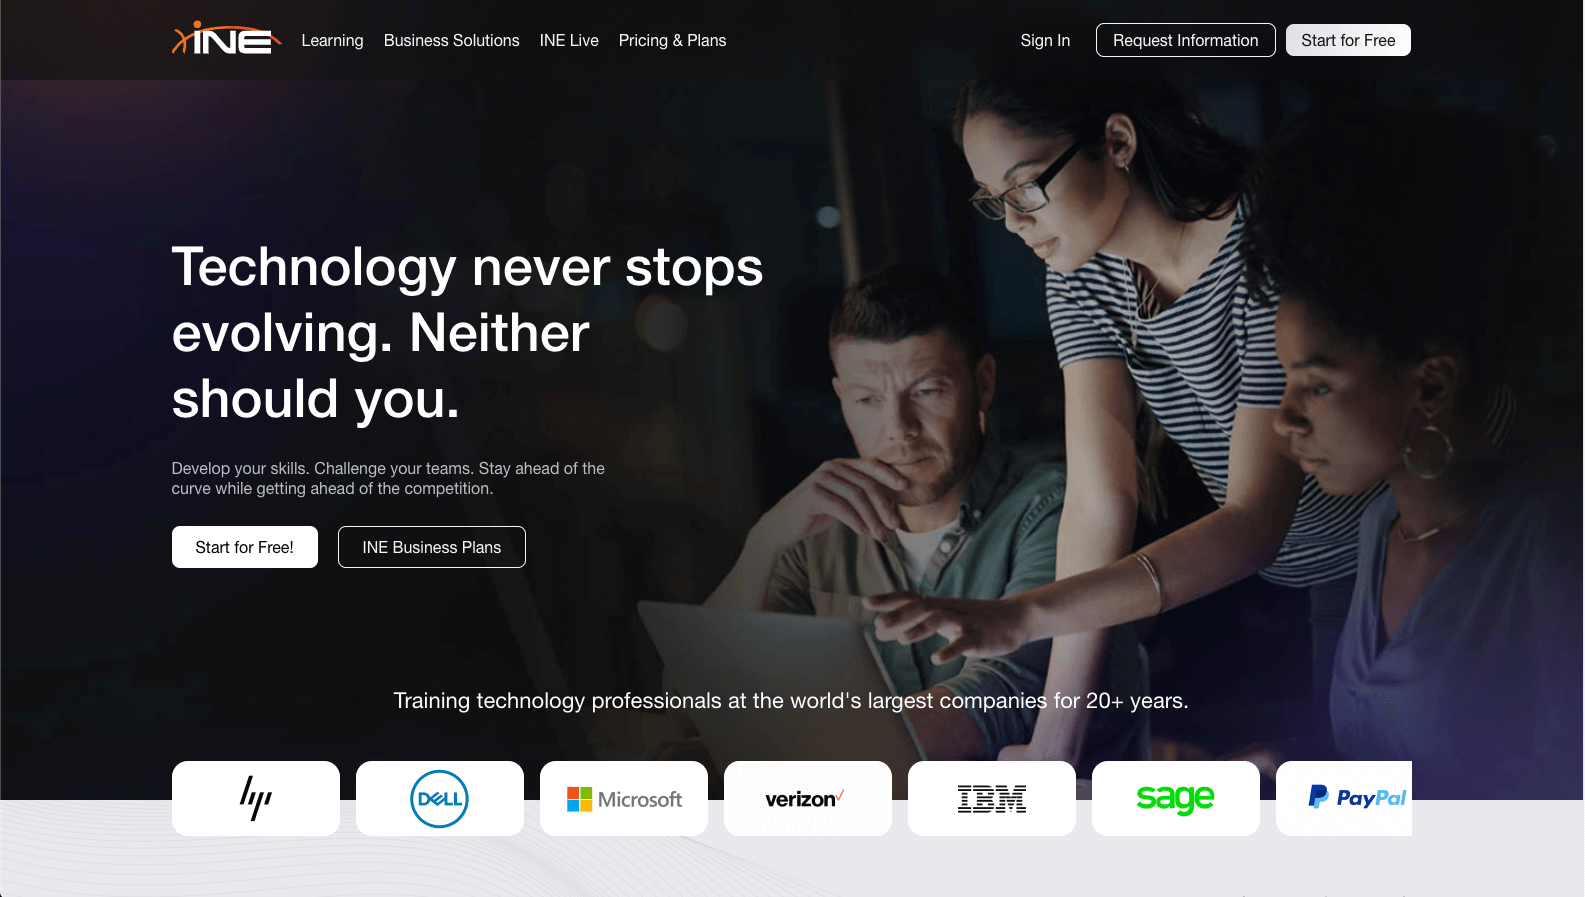 INE
Learning
Business Solutions
INE Live
Pricing & Plans
Sign In
Request Information
Start for Free
Technology never stops
evolving. Neither
should you.
Develop your skills. Challenge your teams. Stay ahead of the
curve while getting ahead of the competition.
Start for Free!
INE Business Plans
Training technology professionals at the world's largest companies for 20+ years.
hp
DELL
Microsoft
verizon
IBM
sage
PayPal